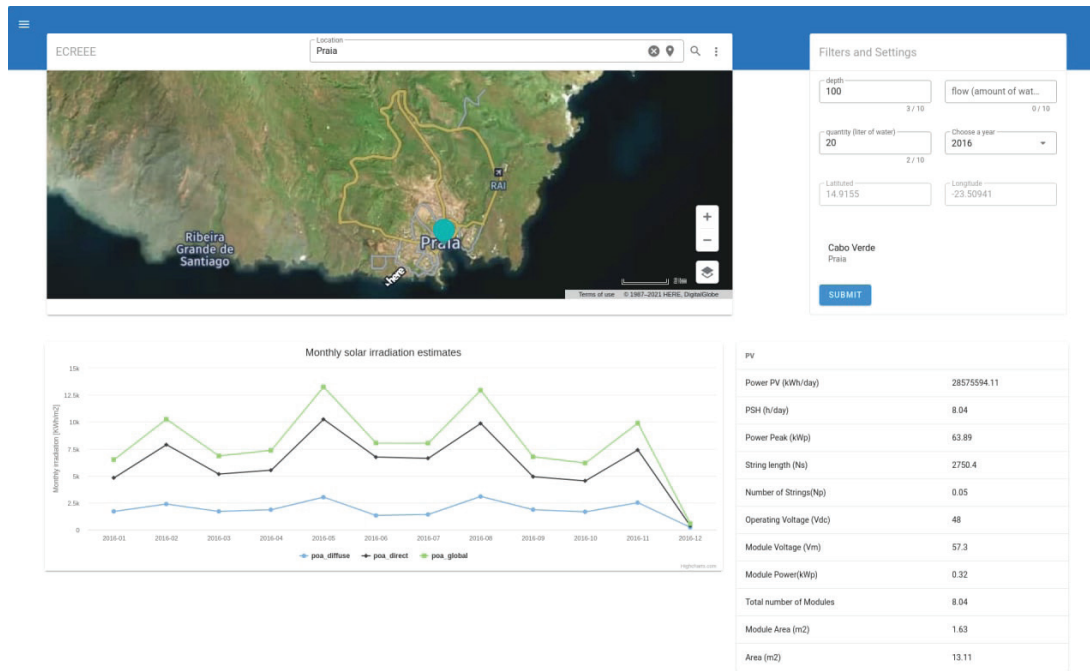 ECREEE
Location
Praia
RAI
Praia
Ribeira
Grande de
Santiago
here
Terms of use © 1987–2021 HERE, DigitalGlobe
Filters and Settings
depth
100
3 / 10
flow (amount of wat...
0 / 10
quantity (liter of water)
20
2 / 10
Choose a year
2016
Latituted
14.9155
Longitude
-23.50941
Cabo Verde
Praia
SUBMIT
Monthly solar irradiation estimates
Monthly irradiation [KWh/m2]
15k
12.5k
10k
7.5k
5k
2.5k
0
2016-01 2016-02 2016-03 2016-04 2016-05 2016-06 2016-07 2016-08 2016-09 2016-10 2016-11 2016-12
poa_diffuse poa_direct poa_global
Highcharts.com
PV
Power PV (kWh/day) 28575594.11
PSH (h/day) 8.04
Power Peak (kWp) 63.89
String length (Ns) 2750.4
Number of Strings(Np) 0.05
Operating Voltage (Vdc) 48
Module Voltage (Vm) 57.3
Module Power(kWp) 0.32
Total number of Modules 8.04
Module Area (m2) 1.63
Area (m2) 13.11